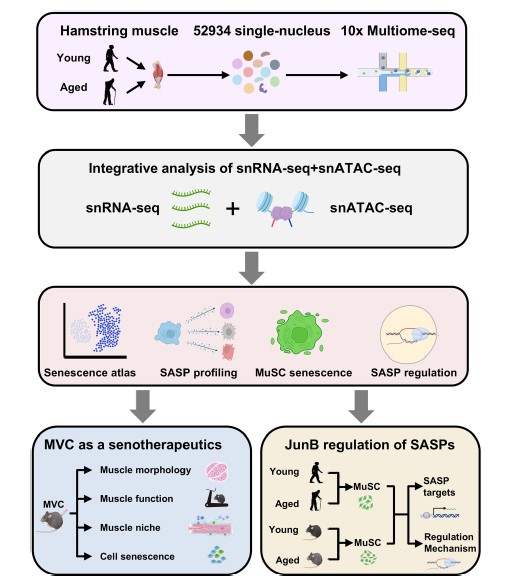 Hamstring muscle 52934 single-nucleus 10x Multiome-seq
Young
Aged
Integrative analysis of snRNA-seq+snATAC-seq
snRNA-seq + snATAC-seq
Senescence atlas SASP profiling MuSC senescence SASP regulation
MVC as a senotherapeutics
MVC
Muscle morphology
Muscle function
Muscle niche
Cell senescence
JunB regulation of SASPs
Young
Aged
MuSC
Young
Aged
MuSC
SASP
targets
Regulation
Mechanism